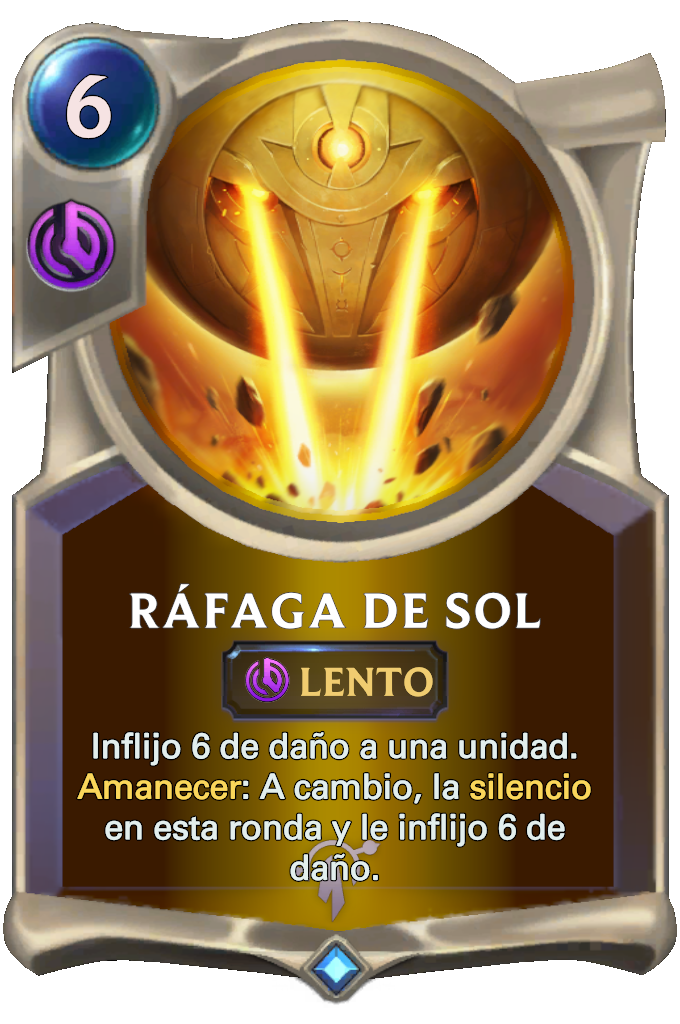 6
RÁFAGA DE SOL
LENTO
Inflijo 6 de daño a una unidad.
Amanecer: A cambio, la silencio
en esta ronda y le inflijo 6 de
daño.